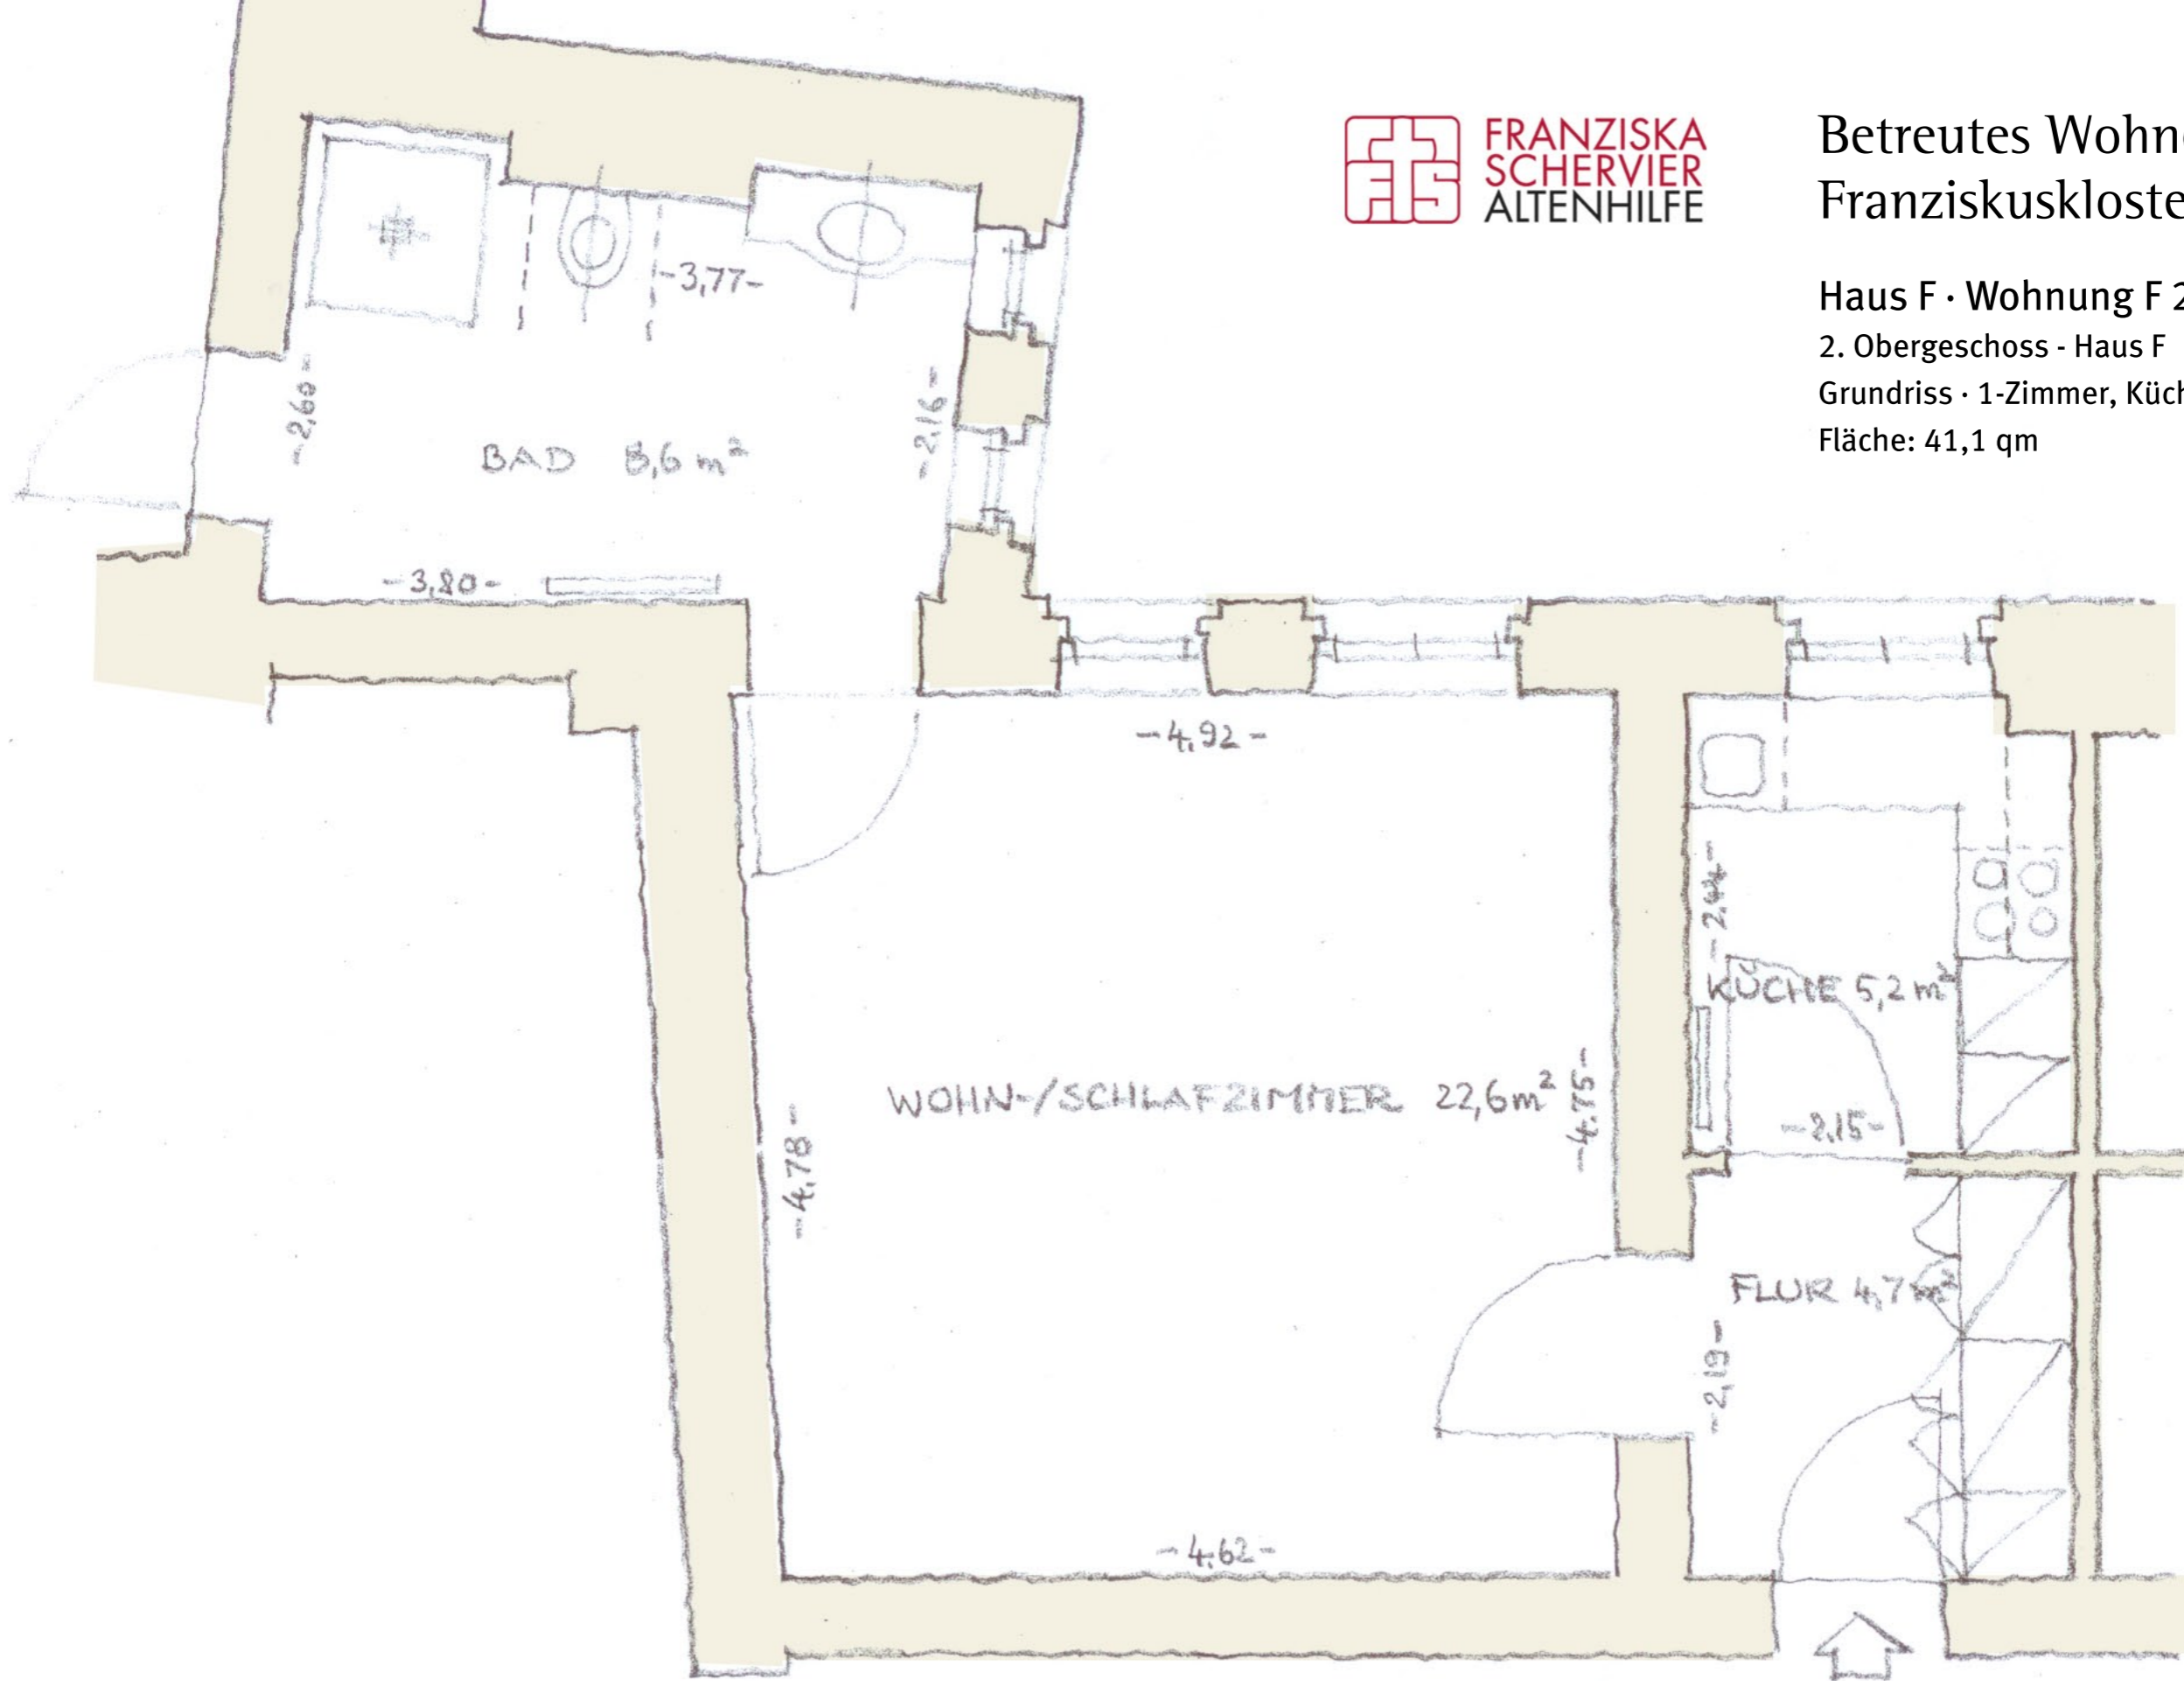 FRANZISKA
SCHERVIER
ALTENHILFE
Betreutes Wohn
Franziskuskloste
Haus F · Wohnung F 2
2. Obergeschoss - Haus F
Grundriss · 1-Zimmer, Küch
Fläche: 41,1 qm
-3,77-
-2,60-
-2,16-
BAD 8,6 m²
-3,80-
-4,92-
-2,44-
KÜCHE 5,2 m²
WOHN-/SCHLAFZIMMER 22,6 m²
-4,75-
-4,78-
-2,15-
FLUR 4,7 m²
-2,19-
-4,62-